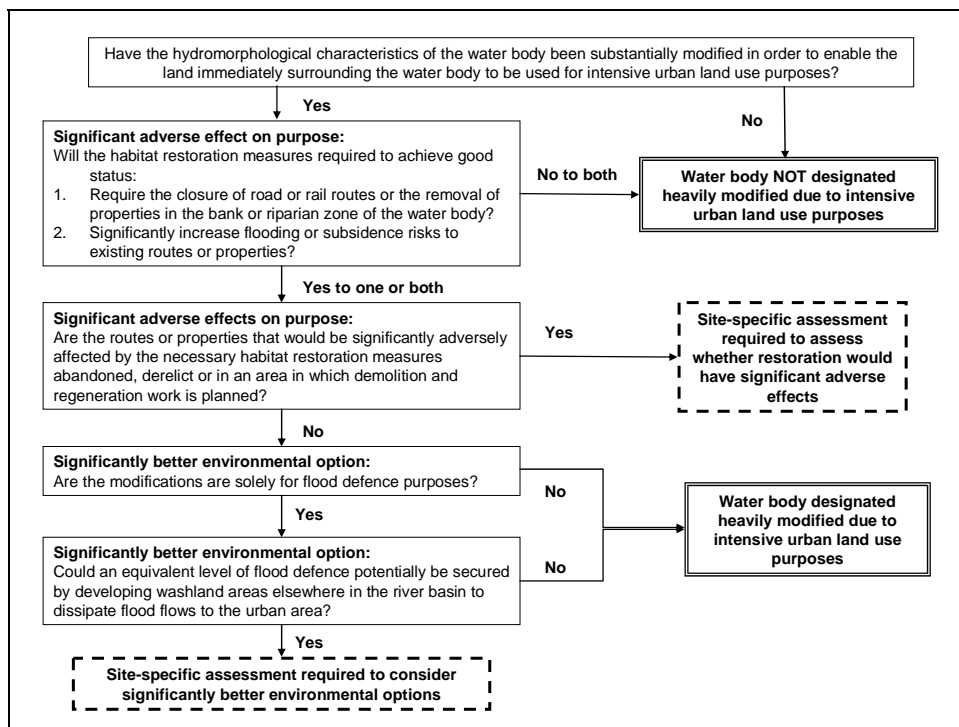 Have the hydromorphological characteristics of the water body been substantially modified in order to enable the
land immediately surrounding the water body to be used for intensive urban land use purposes?
Yes
No
Significant adverse effect on purpose:
Will the habitat restoration measures required to achieve good
status:
1. Require the closure of road or rail routes or the removal of
properties in the bank or riparian zone of the water body?
2. Significantly increase flooding or subsidence risks to
existing routes or properties?
No to both
Water body NOT designated
heavily modified due to intensive
urban land use purposes
Yes to one or both
Significant adverse effects on purpose:
Are the routes or properties that would be significantly adversely
affected by the necessary habitat restoration measures
abandoned, derelict or in an area in which demolition and
regeneration work is planned?
Yes
Site-specific assessment
required to assess
whether restoration would
have significant adverse
effects
No
Significantly better environmental option:
Are the modifications are solely for flood defence purposes?
No
Yes
Water body designated
heavily modified due to
intensive urban land use
purposes
Significantly better environmental option:
Could an equivalent level of flood defence potentially be secured
by developing washland areas elsewhere in the river basin to
dissipate flood flows to the urban area?
No
Yes
Site-specific assessment required to consider
significantly better environmental options